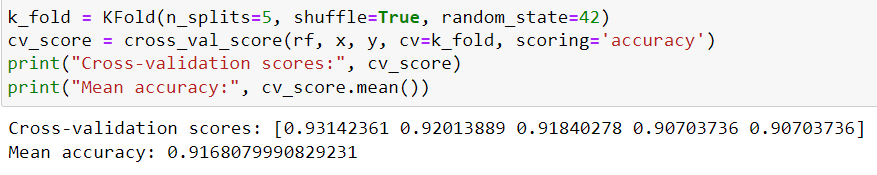 k_fold = KFold(n_splits=5, shuffle=True, random_state=42)
cv_score = cross_val_score(rf, x, y, cv=k_fold, scoring='accuracy')
print("Cross-validation scores:", cv_score)
print("Mean accuracy:", cv_score.mean())
Cross-validation scores: [0.93142361 0.92013889 0.91840278 0.90703736 0.90703736]
Mean accuracy: 0.9168079990829231